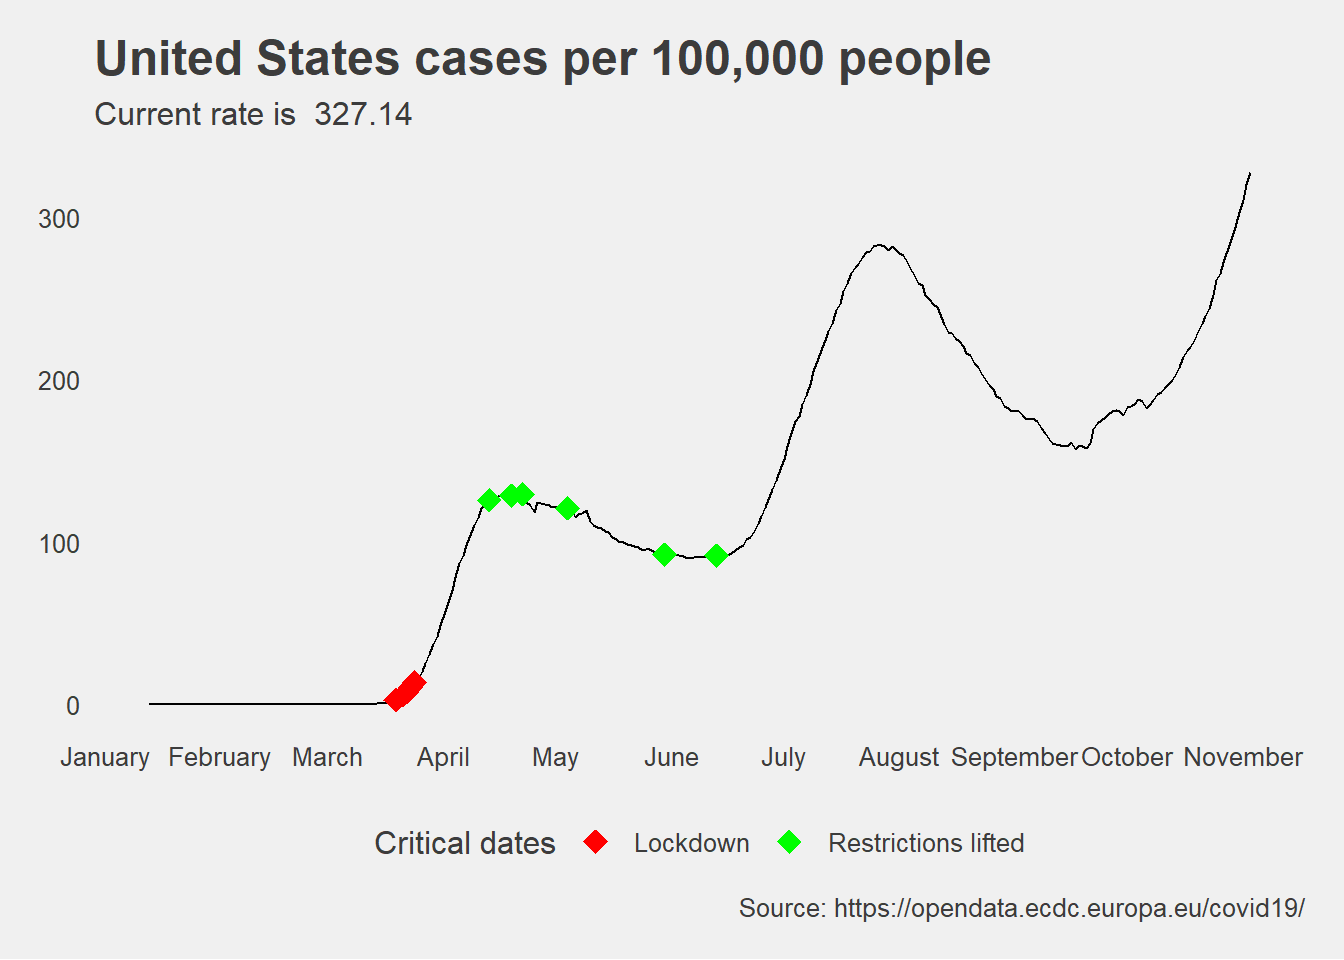 United States cases per 100,000 people
Current rate is  327.14
300
200
100
0
January February March April May June July August September October November
Critical dates Lockdown Restrictions lifted
Source: https://opendata.ecdc.europa.eu/covid19/